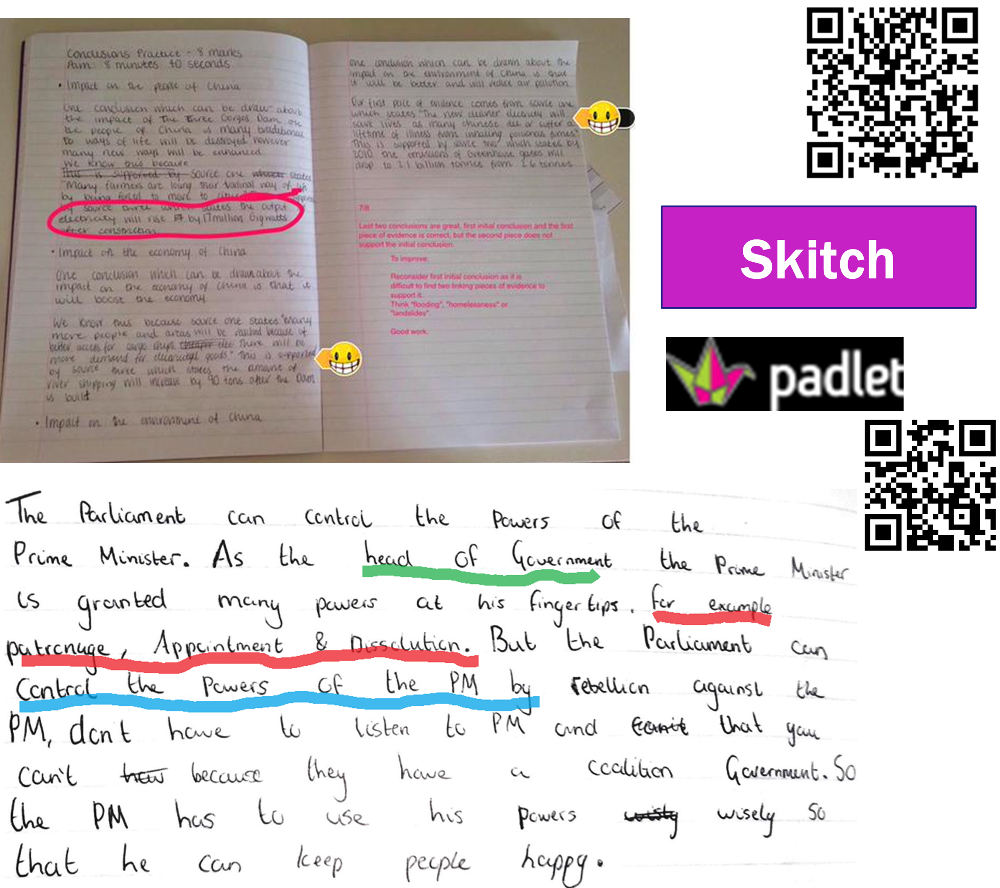 Conclusions Practice - 8 marks
Aim 8 minutes 40 seconds
• Impact on the people of China
One conclusion which can be draw about
the impact of The Three Gorges Dam on
the people of China is many traditional
to ways of life will be destroyed however
many new ways will be enhanced
We know this because
this is supported by source one states
"Many farmers are losing thar tradinal way of life
by being forced to move to
by source three which states the output
electricity will rise by 17million Gigwatts
after construction
• Impact on the economy of China
One conclusion which can be drawn about the
impact on the economy of China is that it
will boost the economy
We know this because source one states "many
more people and areas will be reached because of
better access for cargo ships there will be
more demand for electrical goods" This is supported
by source three which states the amount of
river shipping will increase by 90 tons after the Dam
is built
• Impact on the environment of China
One conclusion which can be drawn about the
impact on the environment of China is that
it will be better and will reduce air pollution
Our first piece of evidence comes from source one
which states "The new cleaner electricity will
save lives as many chinese die or suffer a
lifetime of illness from inhaling poisonous fumes"
This is supported by source two which states by
2010 the emissions of Greenhouse gases will
drop to 2.1 billion tonnes from 2.6 tonnes
7/8
Last two conclusions are great, first initial conclusion and the first
piece of evidence is correct, but the second piece does not
support the initial conclusion.
To improve:
Reconsider first initial conclusion as it is
difficult to find two linking pieces of evidence to
support it.
Think "flooding", "homelessness" or
"landslides".
Good work.
Skitch
padlet
The Parliament can control the Powers of the
Prime Minister. As the head of Government the Prime Minister
is granted many powers at his fingertips. for example
patronage, Appointment & Dissolution. But the Parliament can
Control the Powers of the PM by rebellion against the
PM, don't have to listen to PM and that you
can't because they have a coalition Government. So
the PM has to use his powers wisely so
that he can keep people happy.